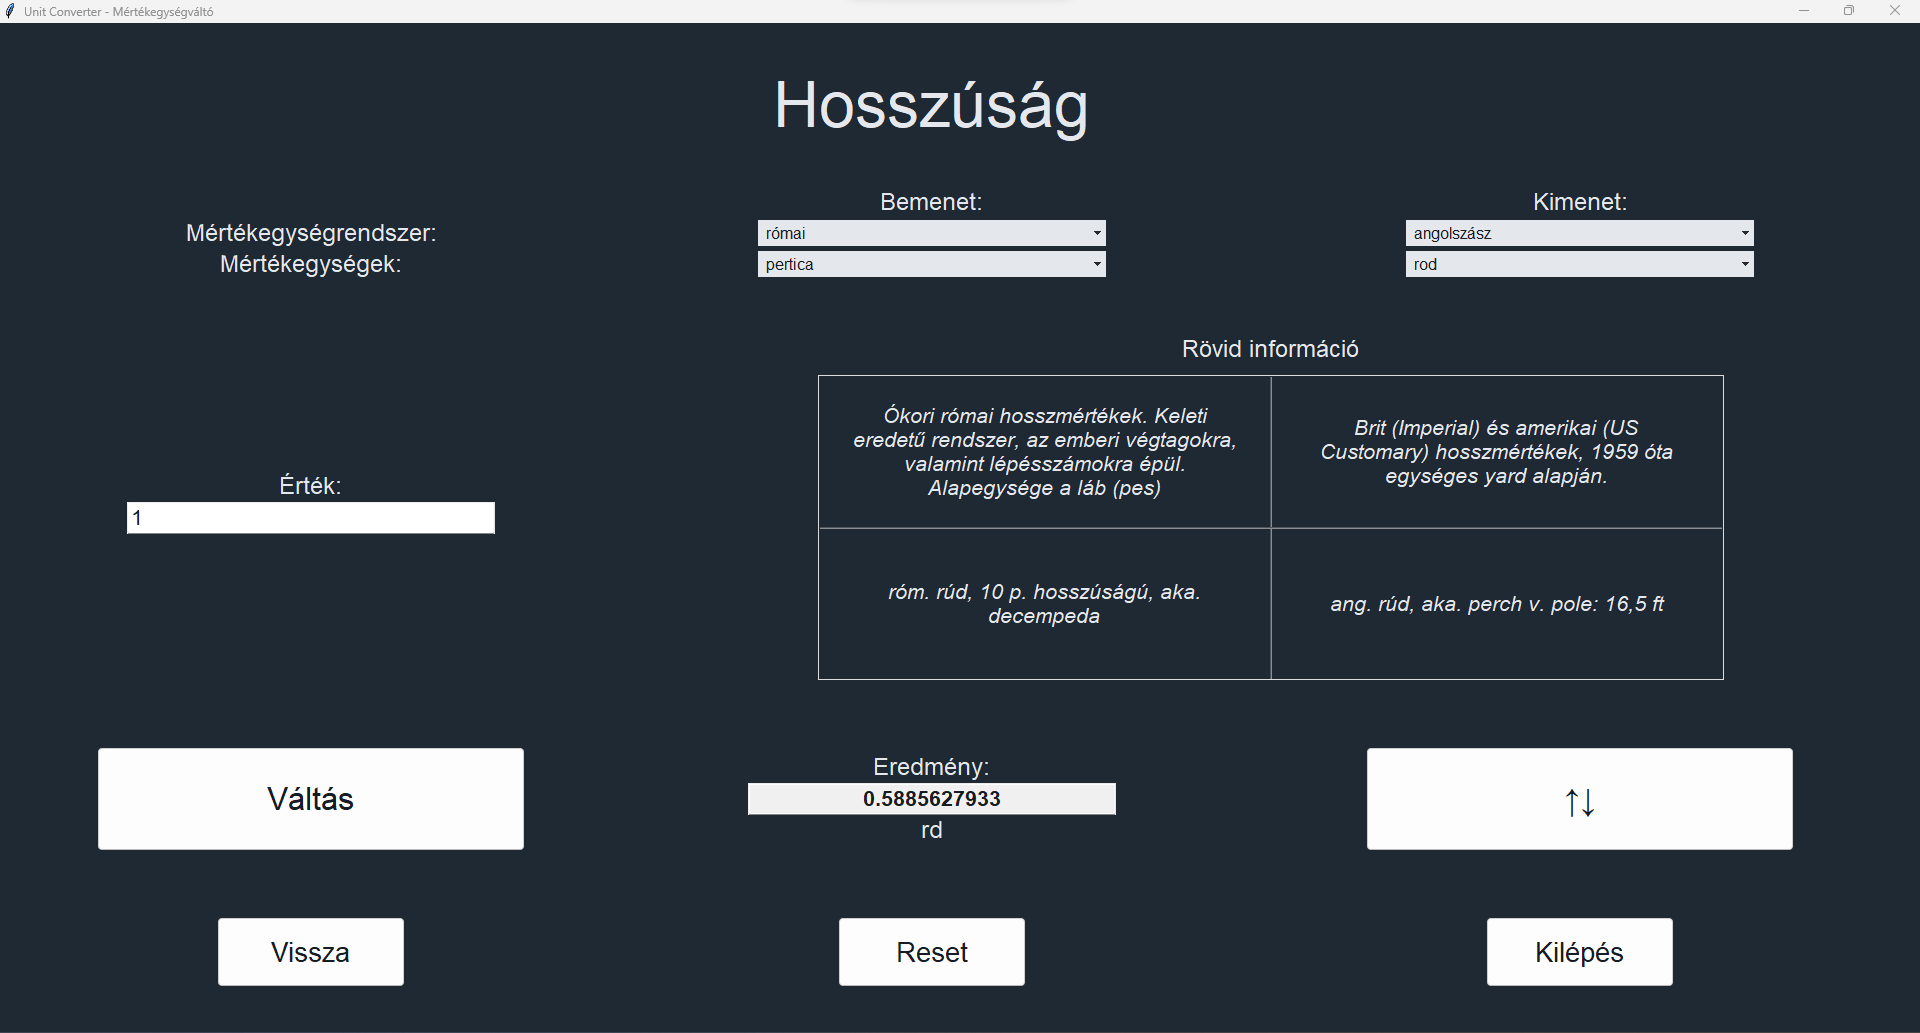 Unit Converter - Mértékegységváltó
Hosszúság
Bemenet:
Kimenet:
Mértékegységrendszer:
római
angolszász
Mértékegységek:
pertica
rod
Rövid információ
Ókori római hosszmértékek. Keleti
eredetű rendszer, az emberi végtagokra,
valamint lépésszámokra épül.
Alapegysége a láb (pes)
Brit (Imperial) és amerikai (US
Customary) hosszmértékek, 1959 óta
egységes yard alapján.
Érték:
1
róm. rúd, 10 p. hosszúságú, aka.
decempeda
ang. rúd, aka. perch v. pole: 16,5 ft
Váltás
Eredmény:
0.5885627933
rd
↑↓
Vissza
Reset
Kilépés